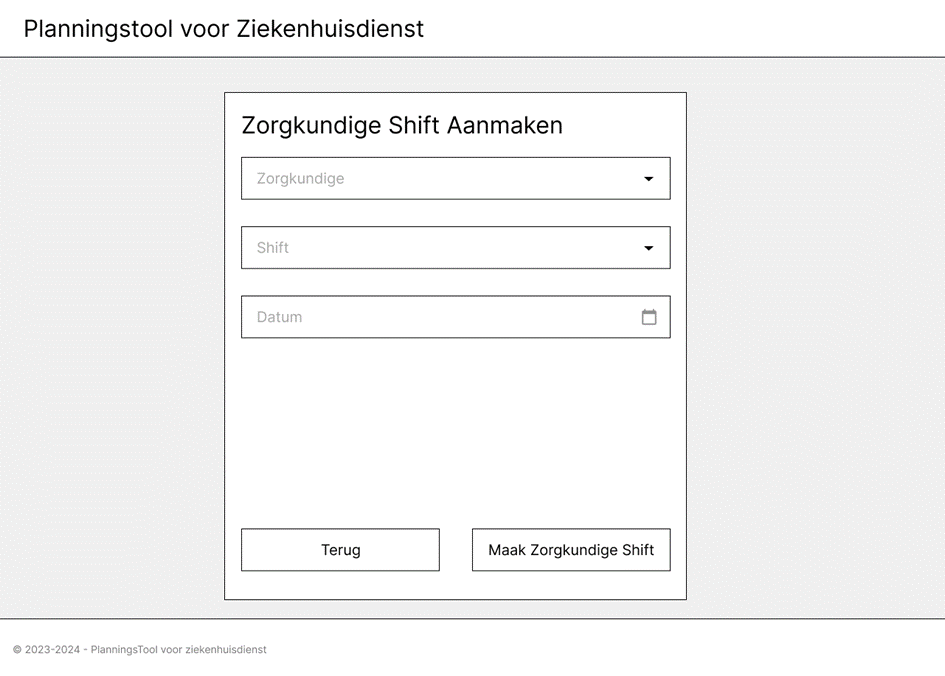 Planningstool voor Ziekenhuisdienst
Zorgkundige Shift Aanmaken
Zorgkundige
Shift
Datum
Terug
Maak Zorgkundige Shift
© 2023-2024 - PlanningsTool voor ziekenhuisdienst